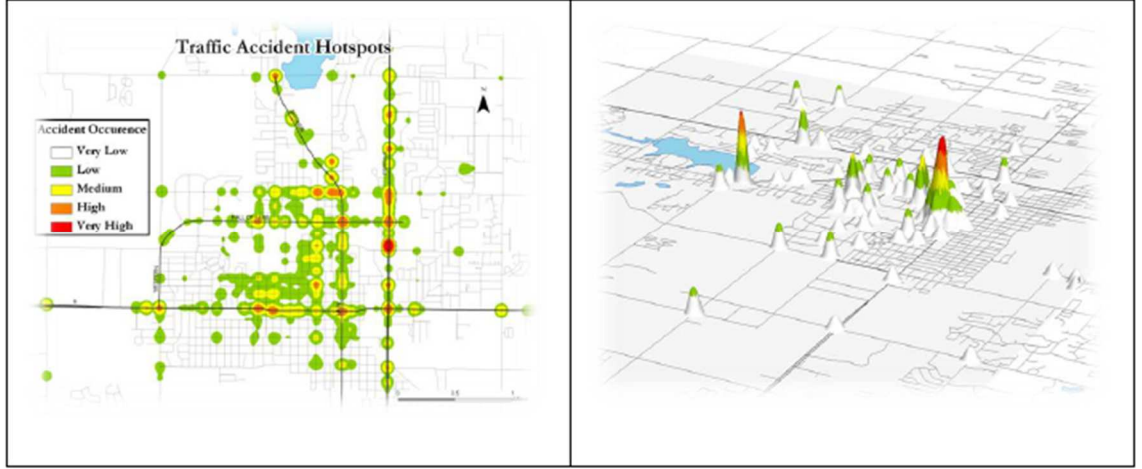 Traffic Accident Hotspots
N
Accident Occurence
Very Low
Low
Medium
High
Very High